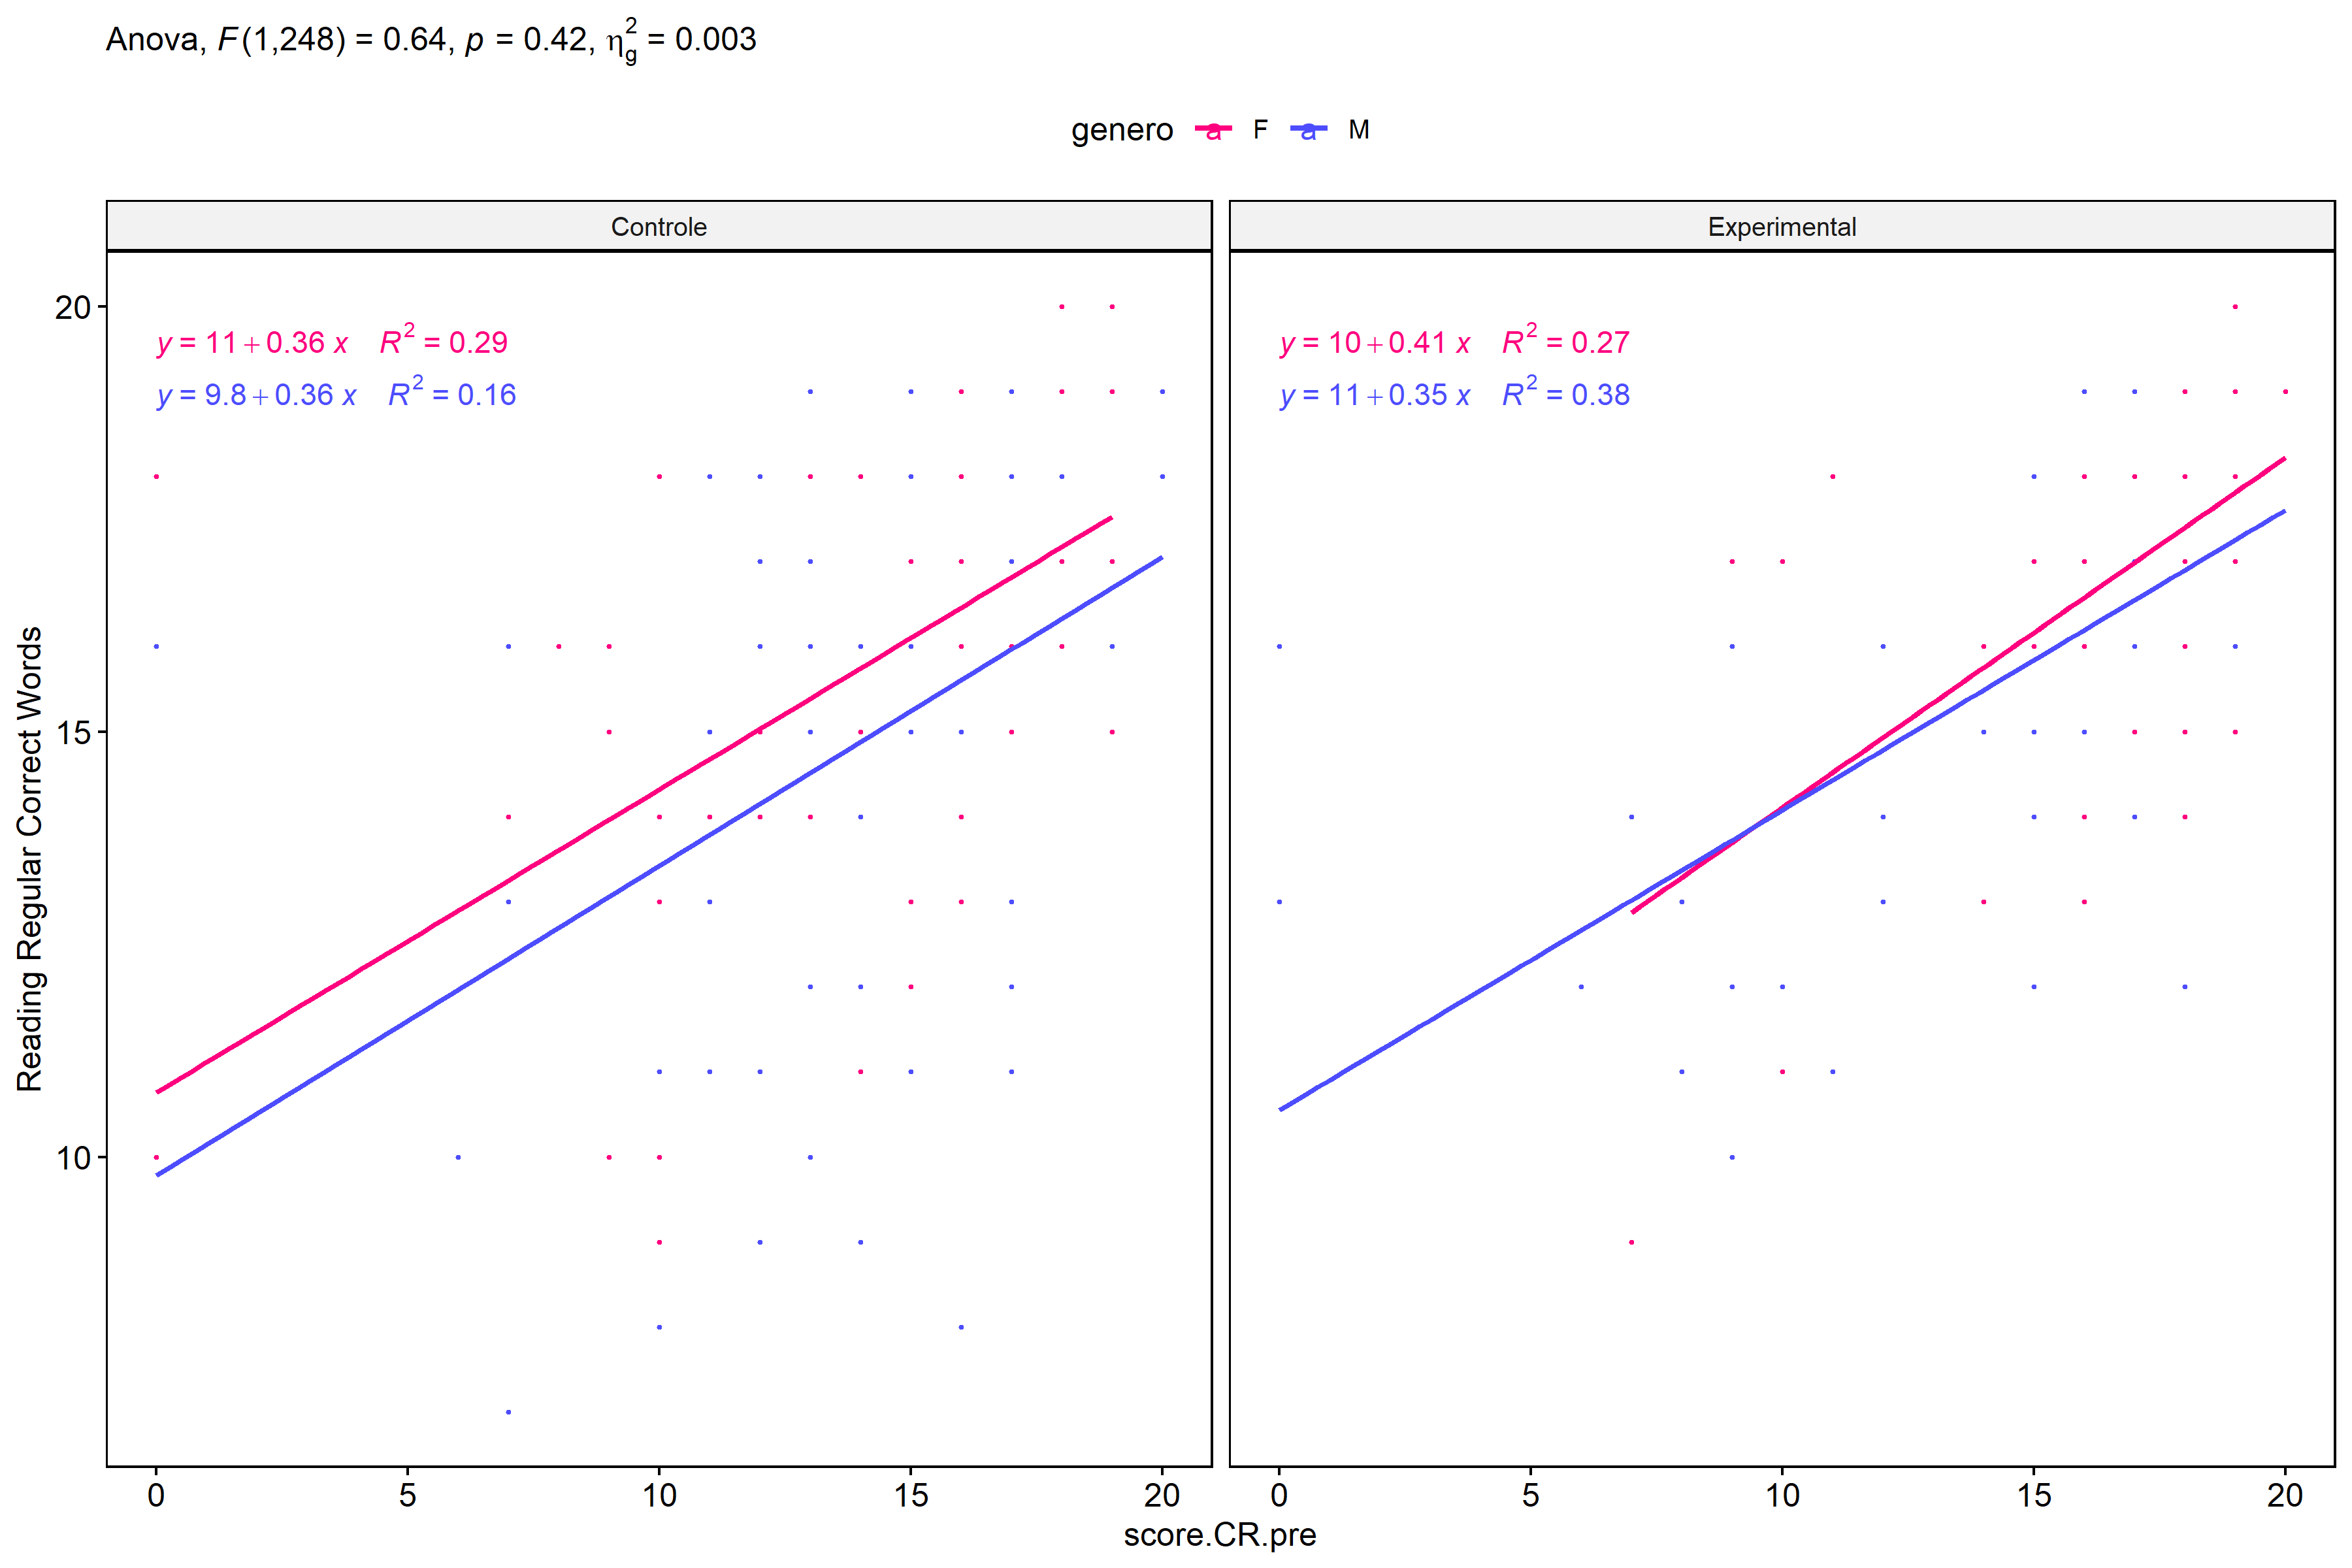 Anova, F(1,248) = 0.64, p = 0.42, η²g = 0.003
genero a F a M
Controle
Experimental
y = 11 + 0.36 x R² = 0.29
y = 9.8 + 0.36 x R² = 0.16
y = 10 + 0.41 x R² = 0.27
y = 11 + 0.35 x R² = 0.38
Reading Regular Correct Words
20
15
10
0 5 10 15 20
0 5 10 15 20
score.CR.pre